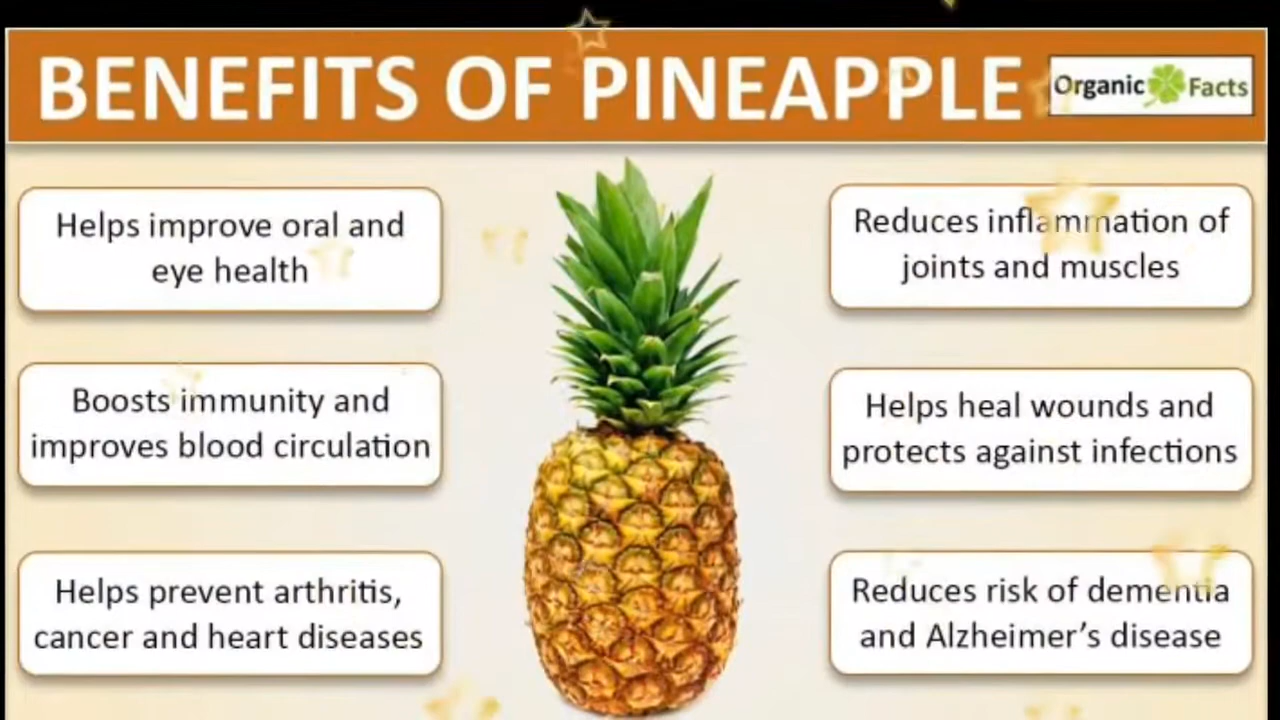 BENEFITS OF PINEAPPLE
Organic Facts
Helps improve oral and
eye health
Boosts immunity and
improves blood circulation
Helps prevent arthritis,
cancer and heart diseases
Reduces inflammation of
joints and muscles
Helps heal wounds and
protects against infections
Reduces risk of dementia
and Alzheimer’s disease